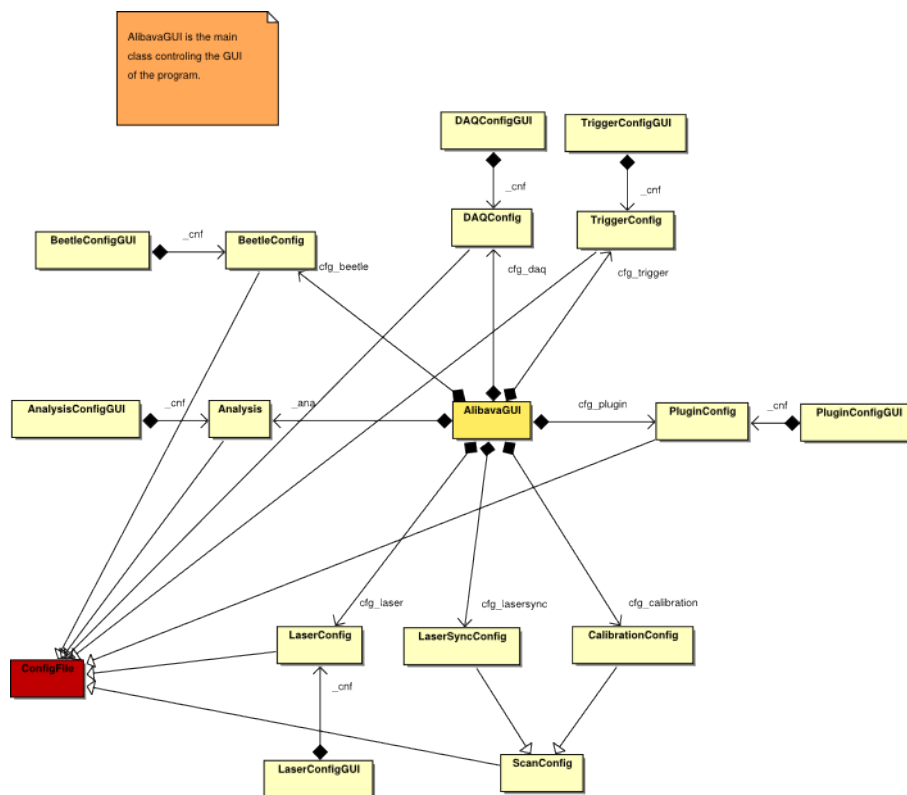 AlibavaGUI is the main
class controling the GUI
of the program.
DAQConfigGUI
TriggerConfigGUI
_cnf
_cnf
DAQConfig
TriggerConfig
BeetleConfigGUI
_cnf
BeetleConfig
cfg_beetle
cfg_daq
cfg_trigger
AnalysisConfigGUI
_cnf
Analysis
_ana
AlibavaGUI
cfg_plugin
PluginConfig
_cnf
PluginConfigGUI
cfg_laser
cfg_lasersync
cfg_calibration
LaserConfig
LaserSyncConfig
CalibrationConfig
ConfigFile
_cnf
LaserConfigGUI
ScanConfig